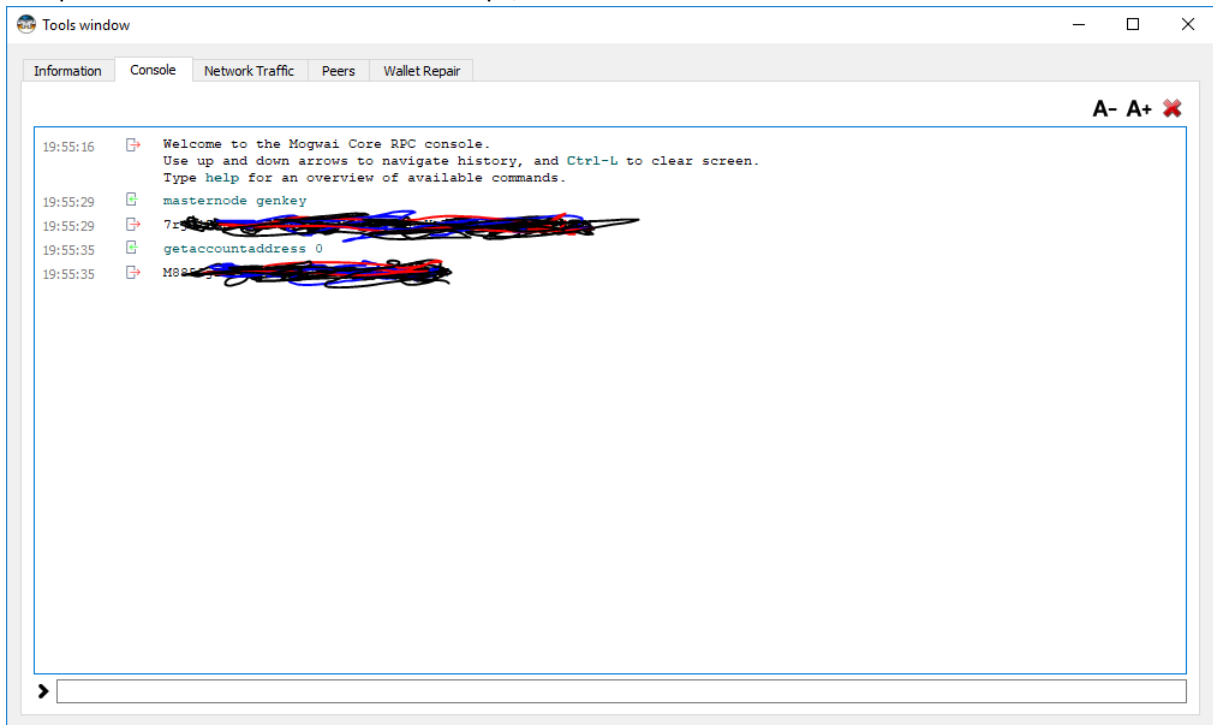 Tools window
Information Console Network Traffic Peers Wallet Repair
A- A+
19:55:16 Welcome to the Mogwai Core RPC console.
Use up and down arrows to navigate history, and Ctrl-L to clear screen.
Type help for an overview of available commands.
19:55:29 masternode genkey
19:55:29
19:55:35 getaccountaddress 0
19:55:35